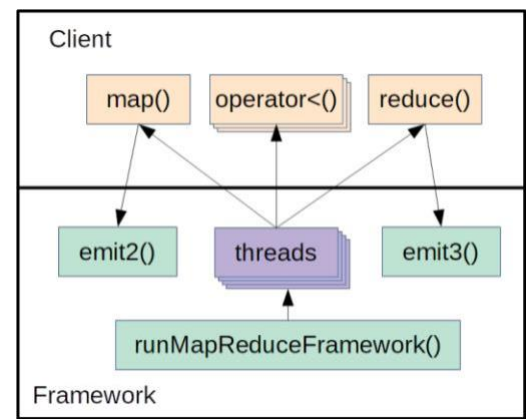 Client
map()
operator<()
reduce()
emit2()
threads
emit3()
runMapReduceFramework()
Framework